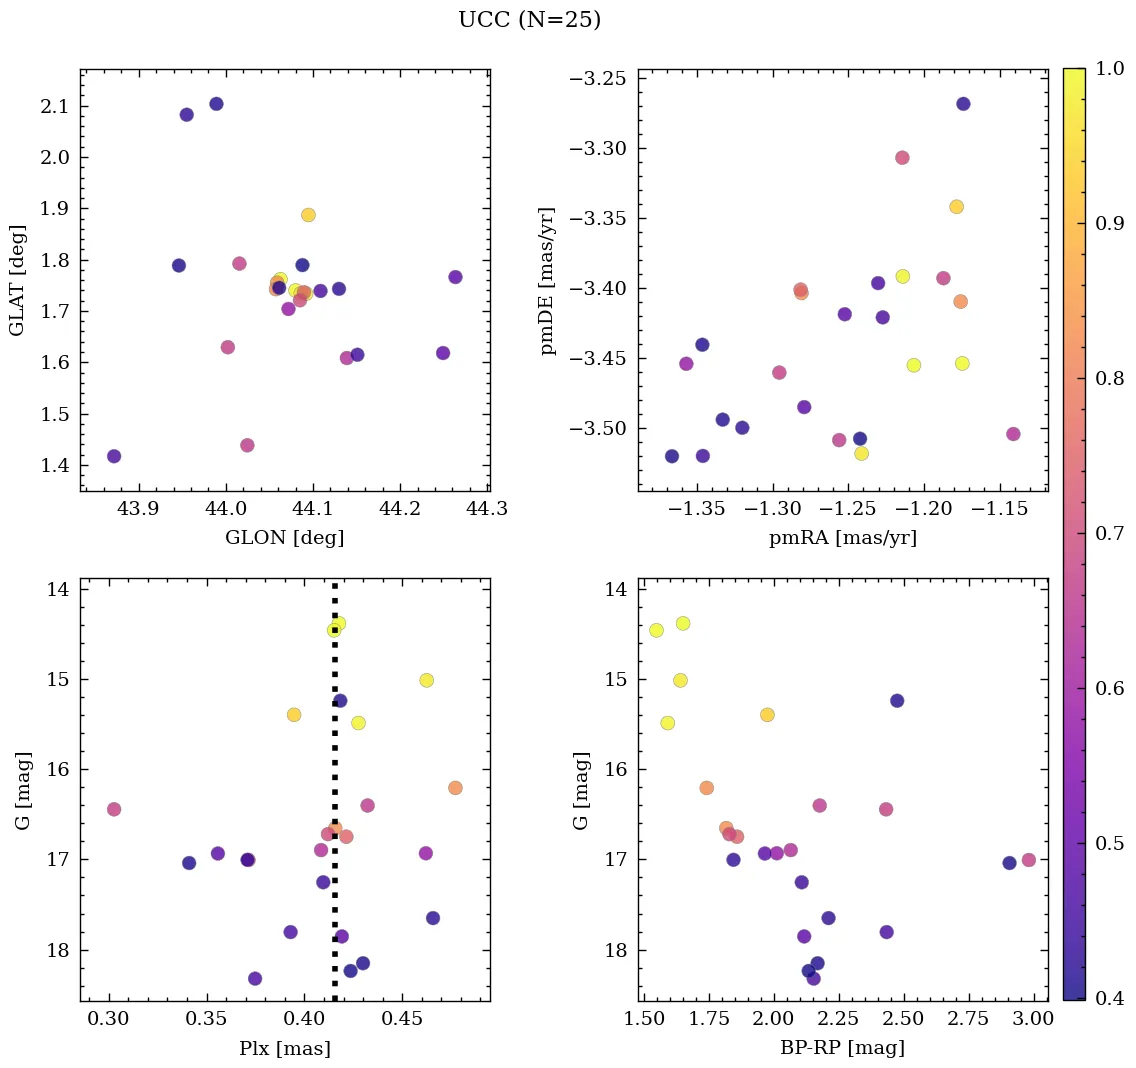 UCC (N=25)
2.1
2.0
1.9
1.8
1.7
1.6
1.5
1.4
GLAT [deg]
43.9 44.0 44.1 44.2 44.3
GLON [deg]
−3.25
−3.30
−3.35
−3.40
−3.45
−3.50
pmDE [mas/yr]
−1.35 −1.30 −1.25 −1.20 −1.15
pmRA [mas/yr]
14
15
16
17
18
G [mag]
0.30 0.35 0.40 0.45
Plx [mas]
14
15
16
17
18
G [mag]
1.50 1.75 2.00 2.25 2.50 2.75 3.00
BP-RP [mag]
1.0
0.9
0.8
0.7
0.6
0.5
0.4